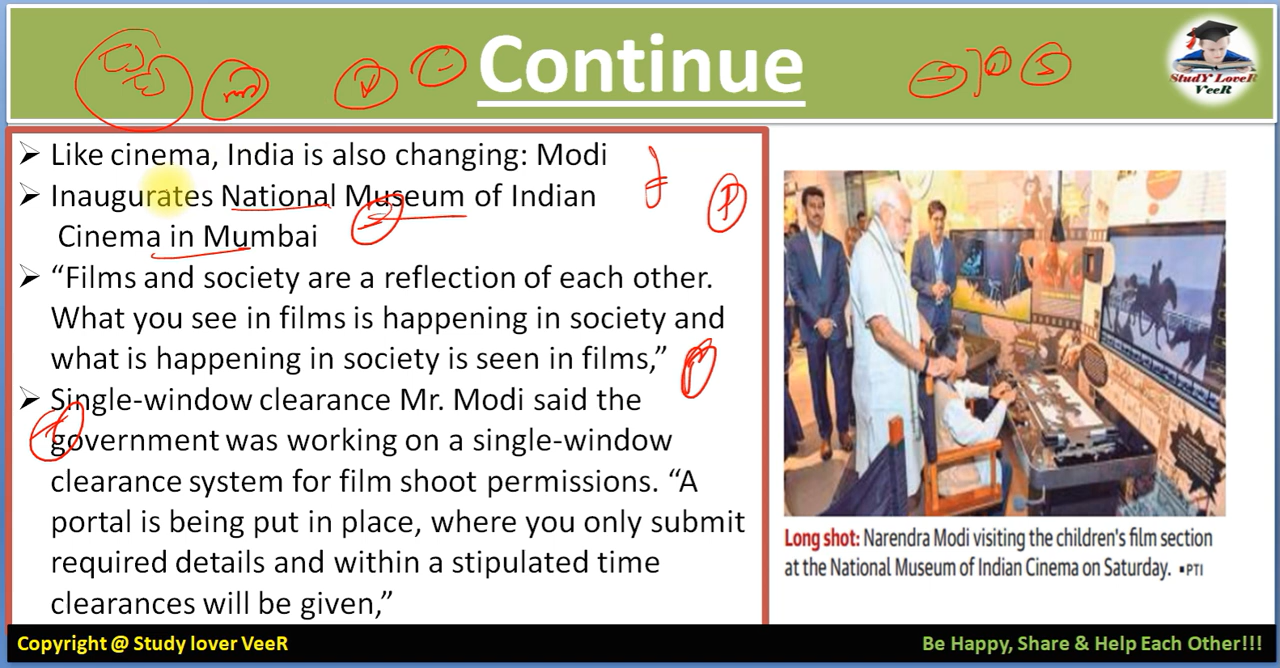 Continue
StudY LoveR
VeeR
➢ Like cinema, India is also changing: Modi
➢ Inaugurates National Museum of Indian
Cinema in Mumbai
➢ “Films and society are a reflection of each other.
What you see in films is happening in society and
what is happening in society is seen in films,”
➢ Single-window clearance Mr. Modi said the
government was working on a single-window
clearance system for film shoot permissions. “A
portal is being put in place, where you only submit
required details and within a stipulated time
clearances will be given,”
Long shot: Narendra Modi visiting the children's film section
at the National Museum of Indian Cinema on Saturday. ▪PTI
Copyright @ Study lover VeeR
Be Happy, Share & Help Each Other!!!